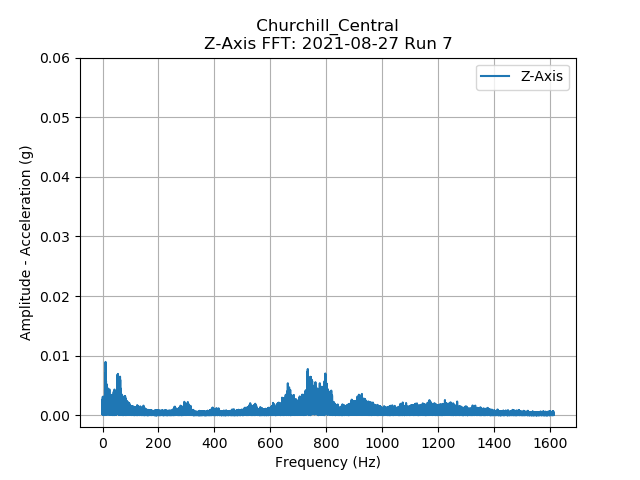 Churchill_Central
Z-Axis FFT: 2021-08-27 Run 7
Z-Axis
0.06
0.05
0.04
0.03
0.02
0.01
0.00
Amplitude - Acceleration (g)
0 200 400 600 800 1000 1200 1400 1600
Frequency (Hz)